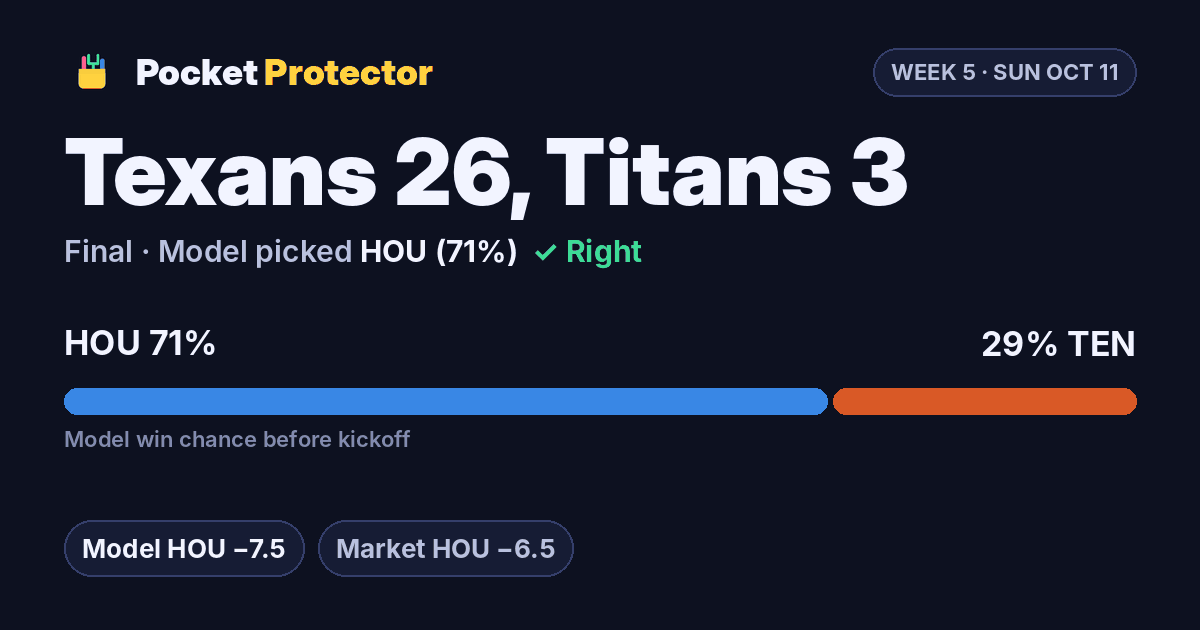 Pocket Protector
WEEK 5 · SUN OCT 11
Texans 26, Titans 3
Final · Model picked HOU (71%) ✓ Right
HOU 71%
29% TEN
Model win chance before kickoff
Model HOU −7.5
Market HOU −6.5